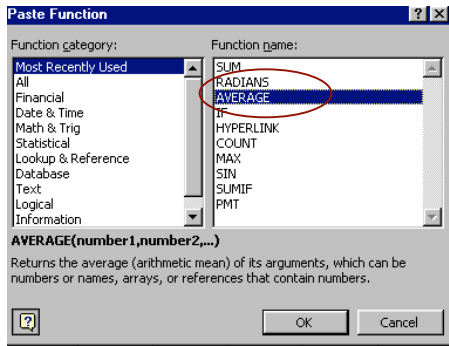 Paste Function
Function category:
Function name:
Most Recently Used
All
Financial
Date & Time
Math & Trig
Statistical
Lookup & Reference
Database
Text
Logical
Information
SUM
RADIANS
AVERAGE
IF
HYPERLINK
COUNT
MAX
SIN
SUMIF
PMT
AVERAGE(number1,number2,...)
Returns the average (arithmetic mean) of its arguments, which can be
numbers or names, arrays, or references that contain numbers.
OK
Cancel